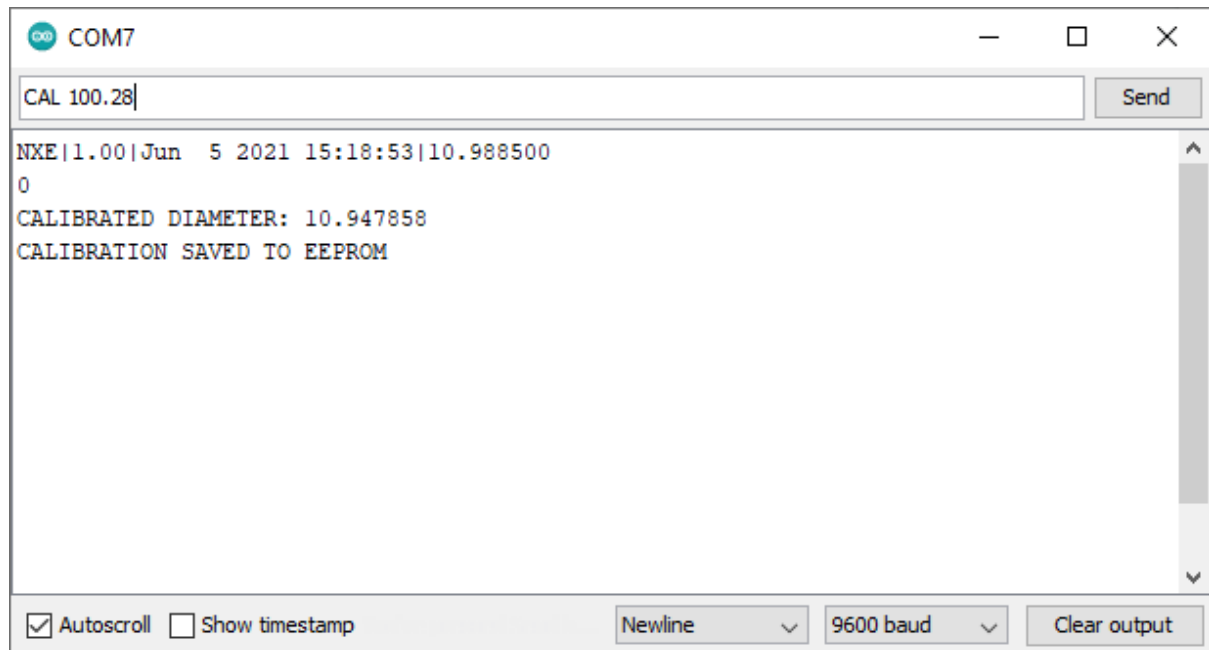 COM7
CAL 100.28
Send
NXE|1.00|Jun  5 2021 15:18:53|10.988500
0
CALIBRATED DIAMETER: 10.947858
CALIBRATION SAVED TO EEPROM
Autoscroll Show timestamp Newline 9600 baud Clear output